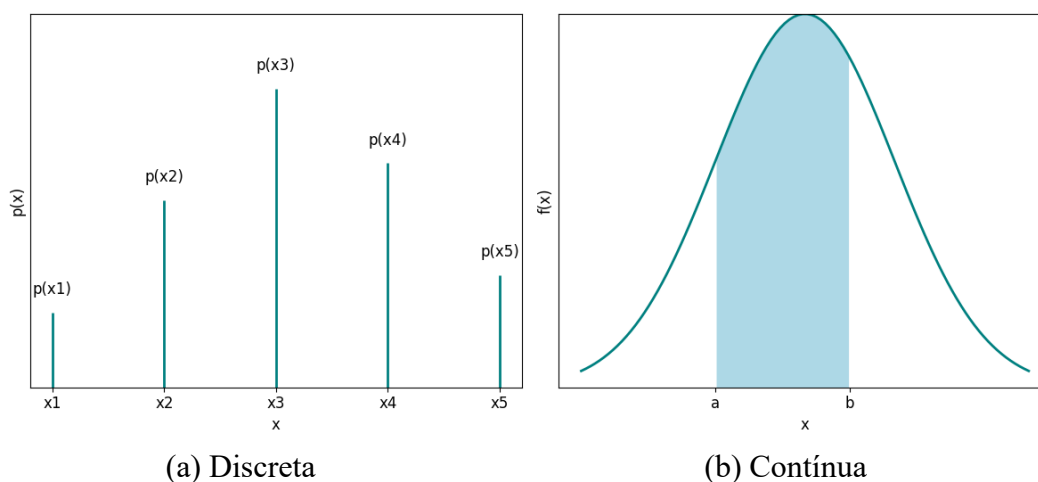 p(x3)
p(x4)
p(x2)
p(x5)
p(x1)
p(x)
x1 x2 x3 x4 x5
x
(a) Discreta
f(x)
a b
x
(b) Contínua